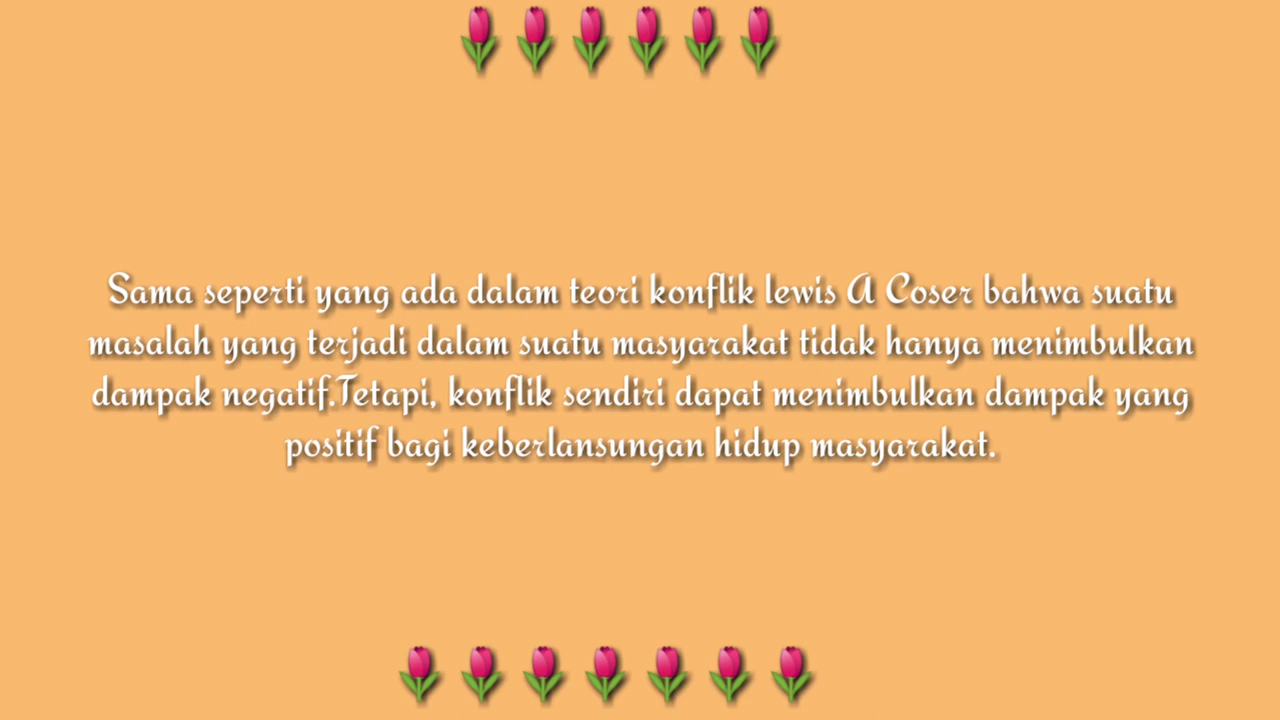 Sama seperti yang ada dalam teori konflik lewis A Coser bahwa suatu
masalah yang terjadi dalam suatu masyarakat tidak hanya menimbulkan
dampak negatif.Tetapi, konflik sendiri dapat menimbulkan dampak yang
positif bagi keberlansungan hidup masyarakat.